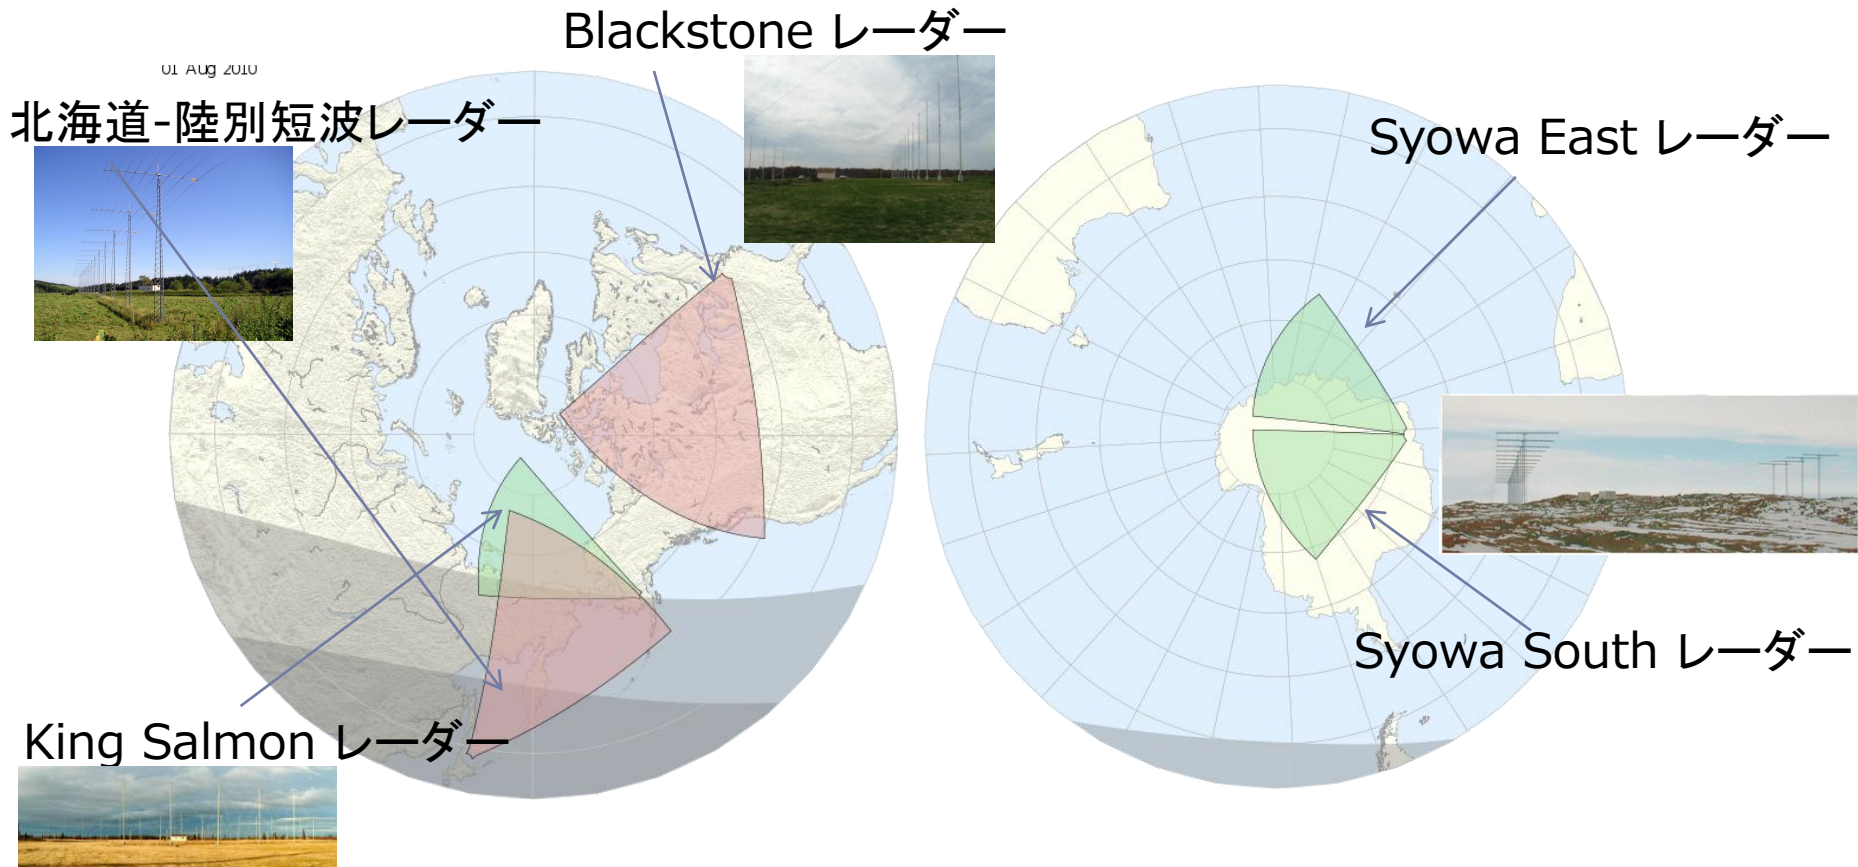 Blackstone レーダー
01 Aug 2010
北海道-陸別短波レーダー
Syowa East レーダー
Syowa South レーダー
King Salmon レーダー